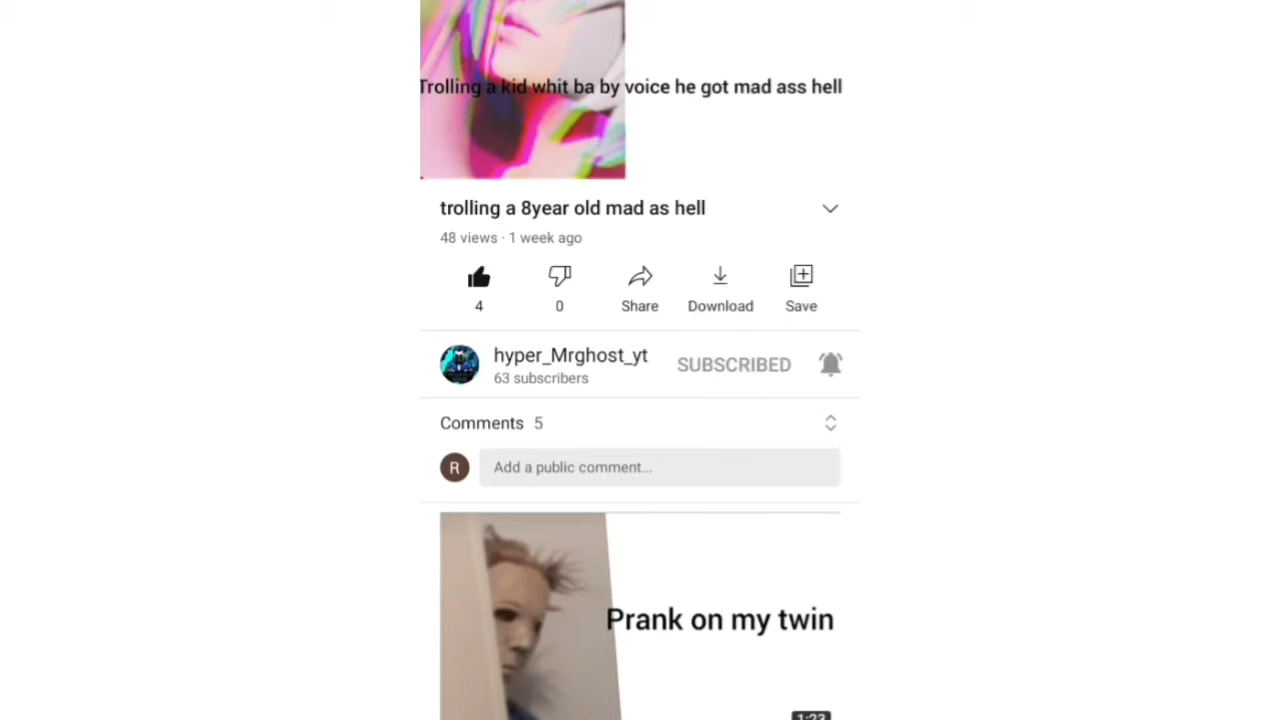 Trolling a kid whit ba by voice he got mad ass hell
trolling a 8year old mad as hell
48 views · 1 week ago
4
0
Share
Download
Save
hyper_Mrghost_yt
63 subscribers
SUBSCRIBED
Comments 5
R
Add a public comment...
Prank on my twin
1:23